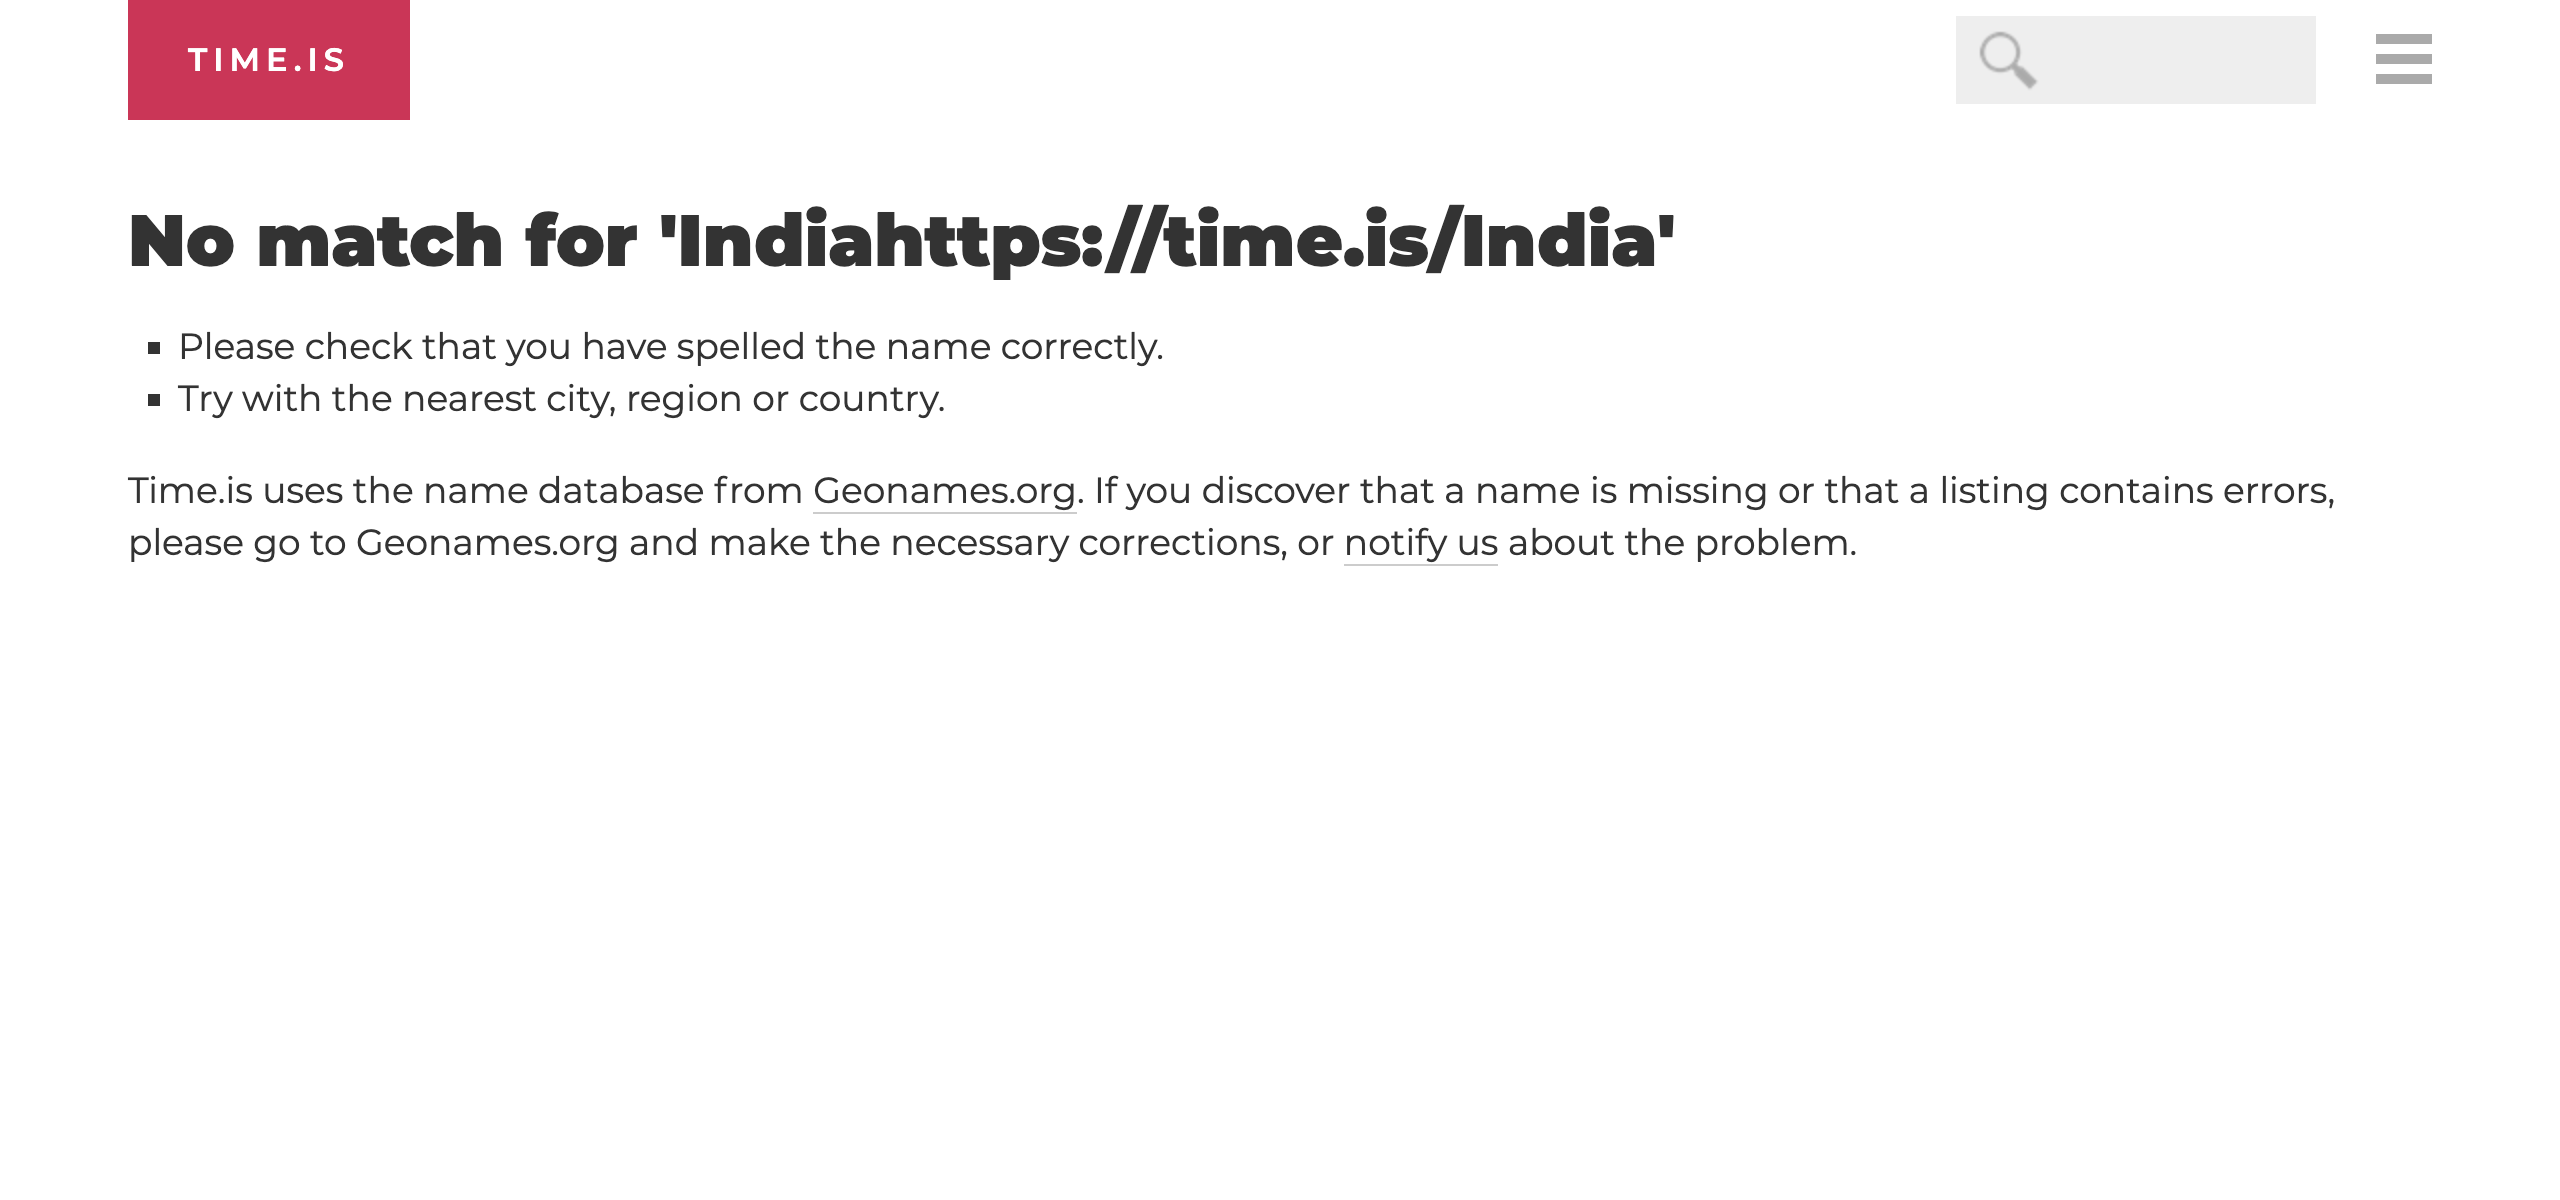 TIME.IS
No match for 'Indiahttps://time.is/India'
Please check that you have spelled the name correctly.
Try with the nearest city, region or country.
Time.is uses the name database from Geonames.org. If you discover that a name is missing or that a listing contains errors,
please go to Geonames.org and make the necessary corrections, or notify us about the problem.